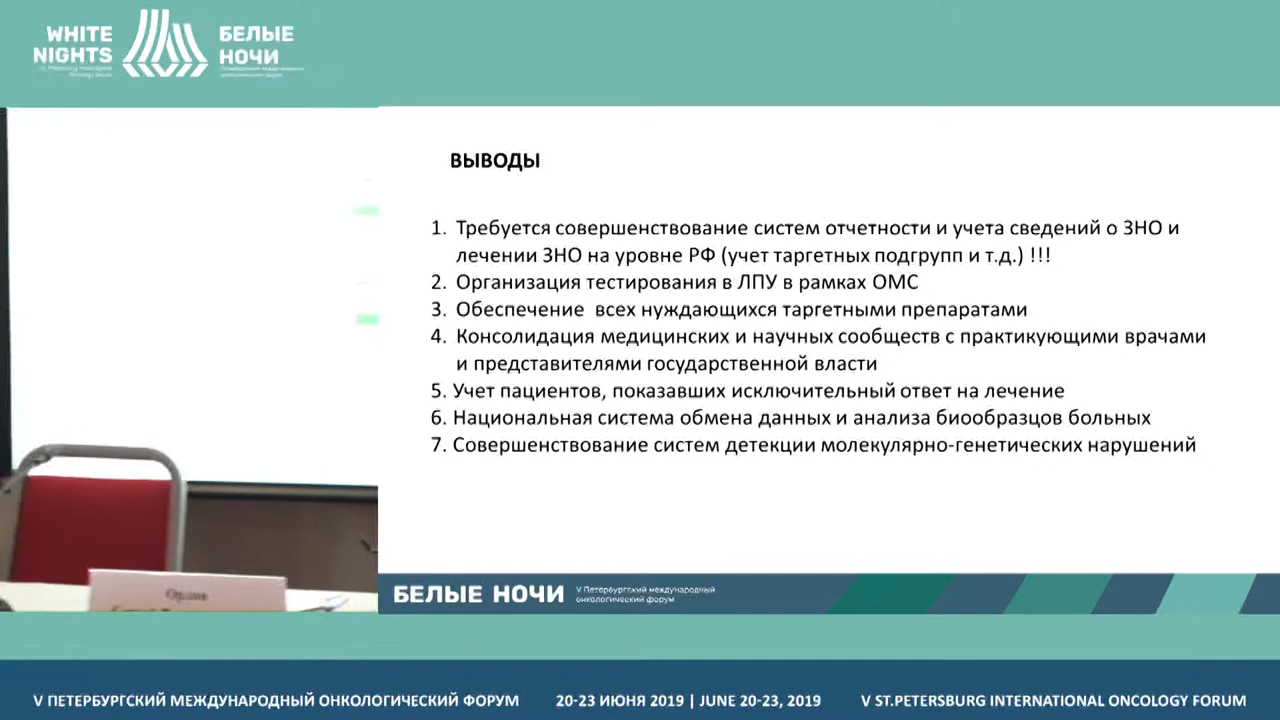 WHITE
NIGHTS
БЕЛЫЕ
НОЧИ
ВЫВОДЫ
1. Требуется совершенствование систем отчетности и учета сведений о ЗНО и
лечении ЗНО на уровне РФ (учет таргетных подгрупп и т.д.) !!!
2. Организация тестирования в ЛПУ в рамках ОМС
3. Обеспечение всех нуждающихся таргетными препаратами
4. Консолидация медицинских и научных сообществ с практикующими врачами
и представителями государственной власти
5. Учет пациентов, показавших исключительный ответ на лечение
6. Национальная система обмена данных и анализа биообразцов больных
7. Совершенствование систем детекции молекулярно-генетических нарушений
БЕЛЫЕ НОЧИ
V Петербургский международный
онкологический форум
V ПЕТЕРБУРГСКИЙ МЕЖДУНАРОДНЫЙ ОНКОЛОГИЧЕСКИЙ ФОРУМ 20-23 ИЮНЯ 2019 | JUNE 20-23, 2019 V ST.PETERSBURG INTERNATIONAL ONCOLOGY FORUM